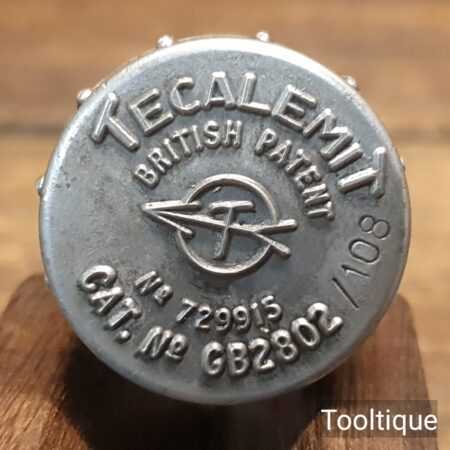 TECALEMIT
BRITISH PATENT
T
No 729915
CAT. No GB2802 /108
Tooltique